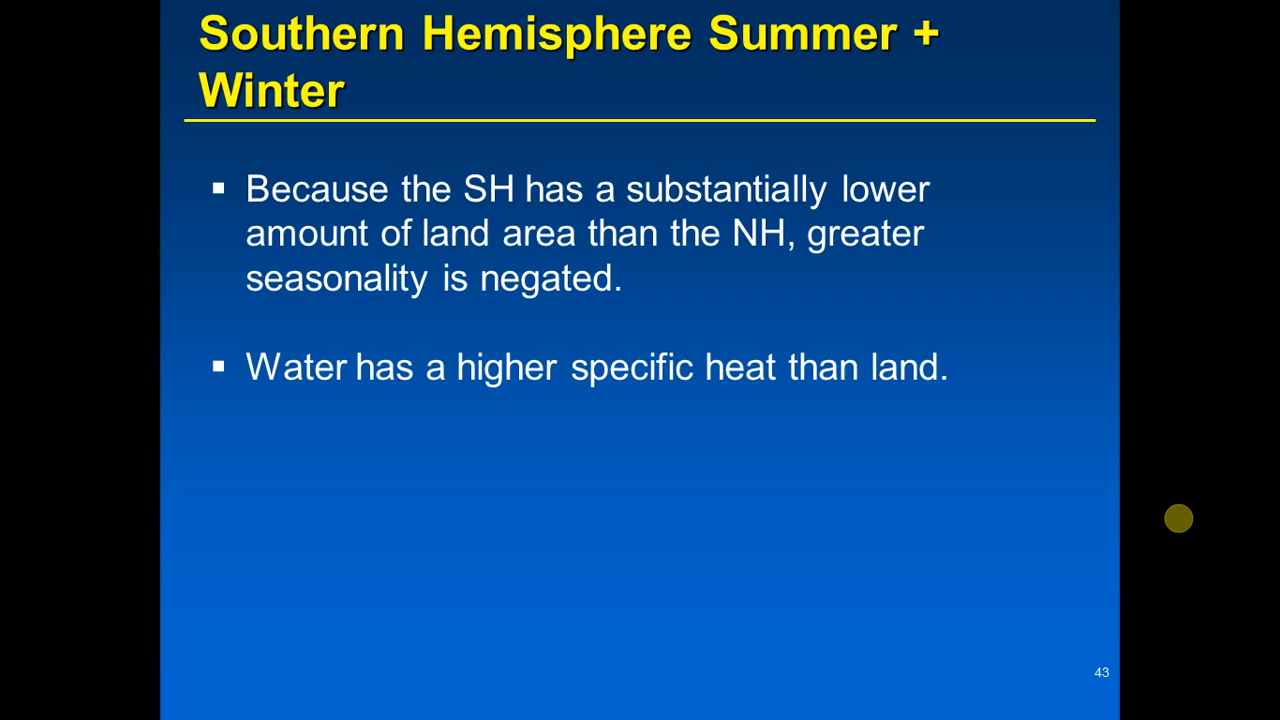 Southern Hemisphere Summer +
Winter
▪ Because the SH has a substantially lower
amount of land area than the NH, greater
seasonality is negated.
▪ Water has a higher specific heat than land.
43